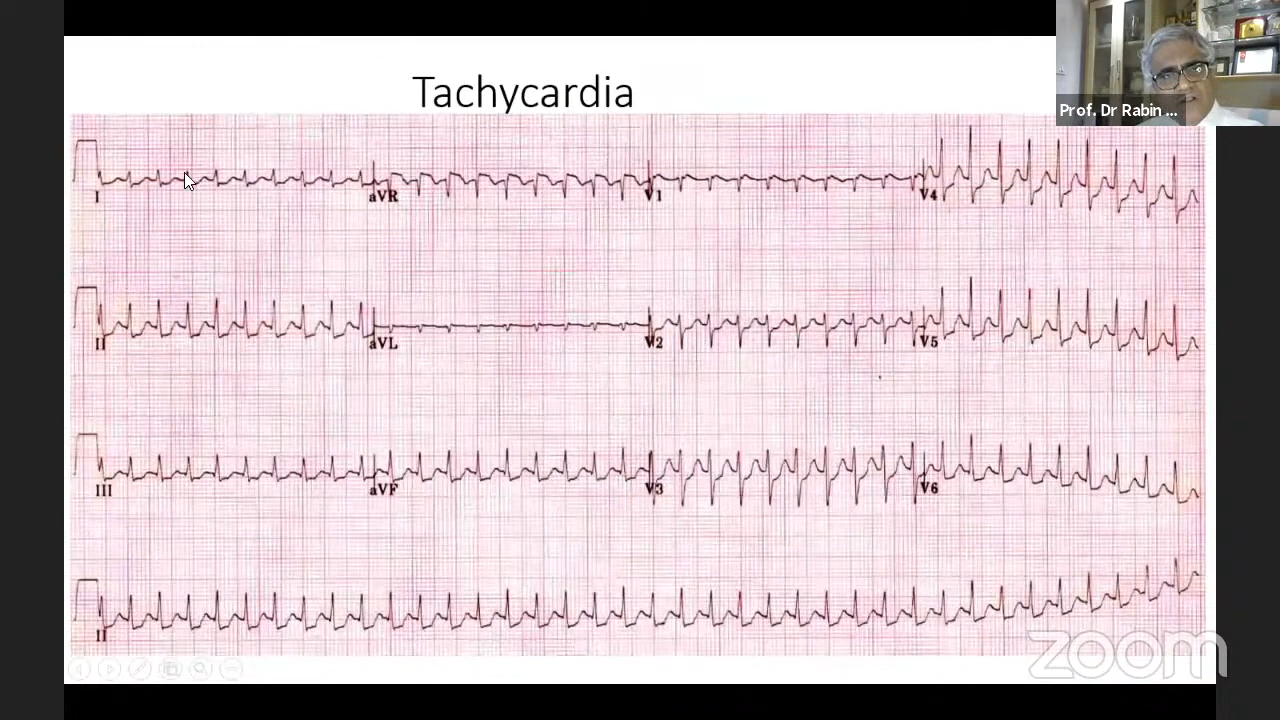 Tachycardia
Prof. Dr Rabin ...
I aVR V1 V4
II aVL V2 V5
III aVF V3 V6
II
zoom